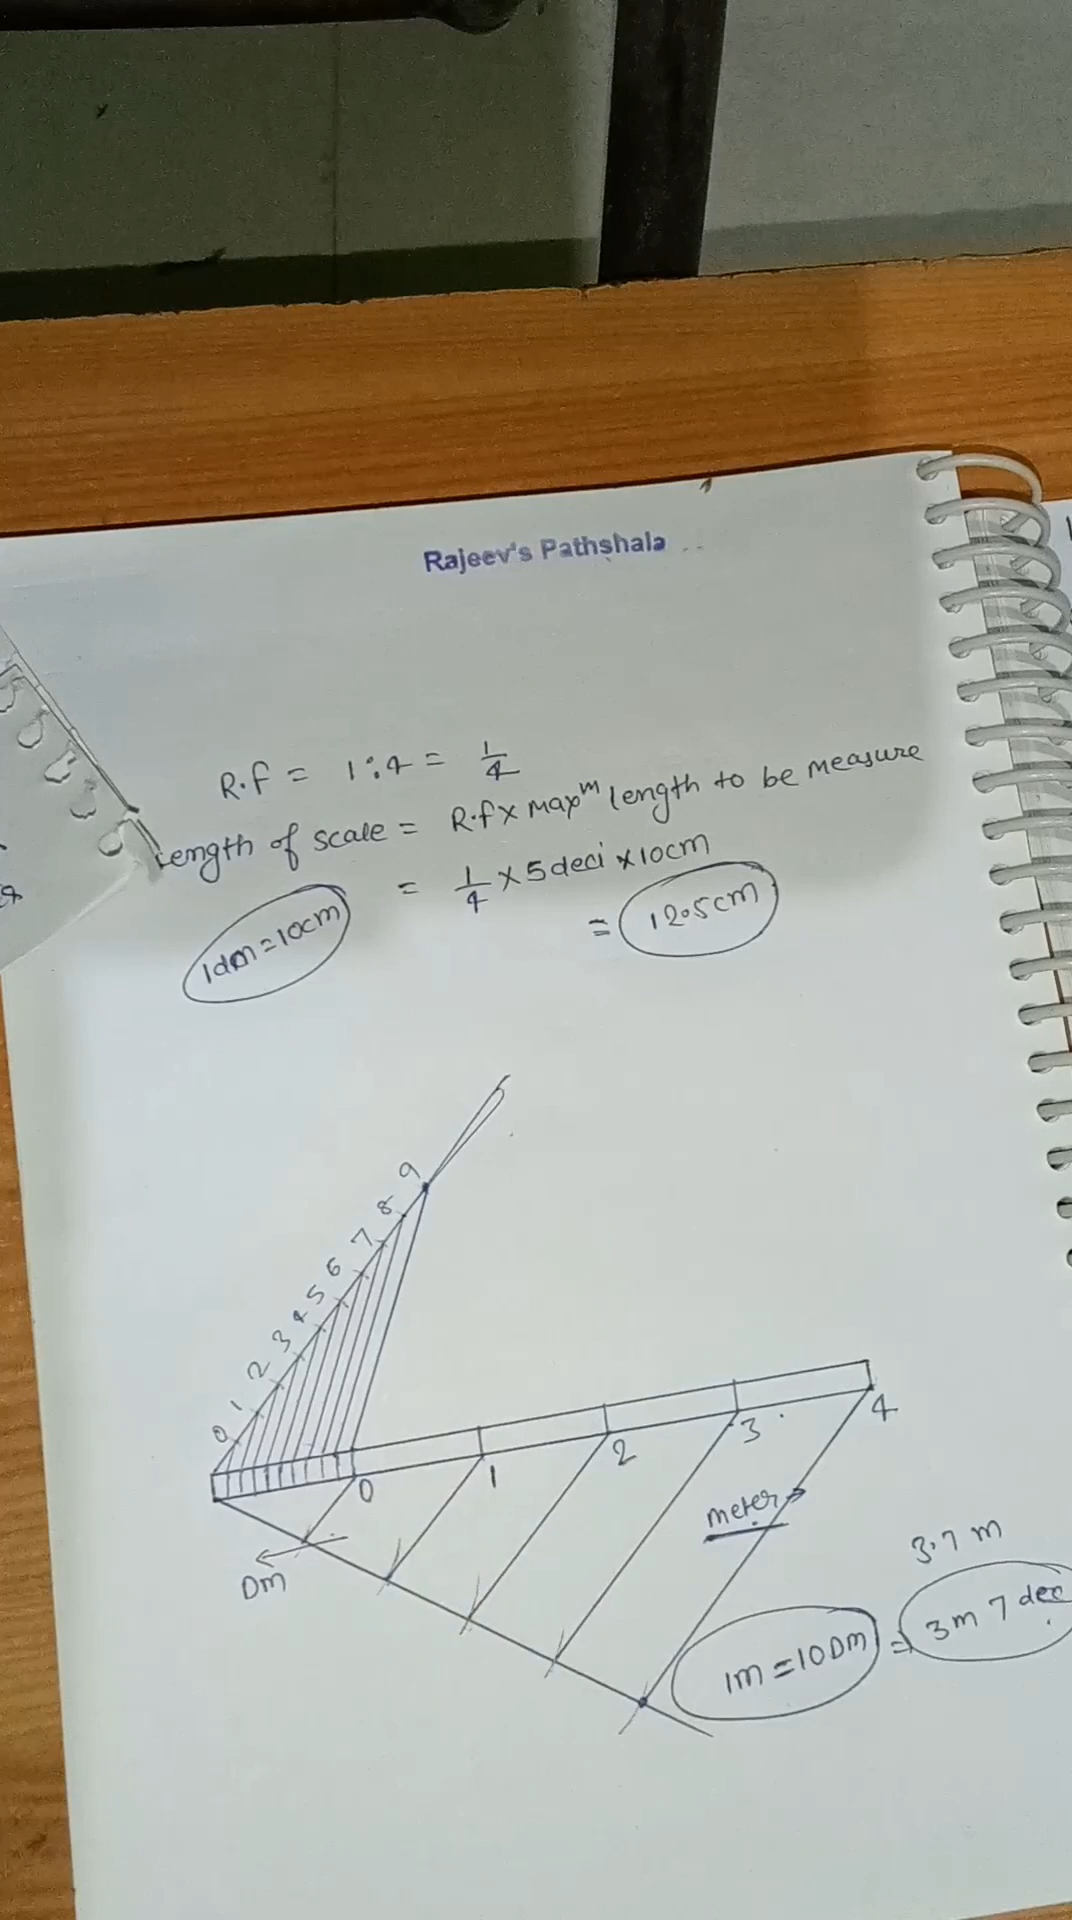 Rajeev's Pathshala
R.f = 1:4 = 1/4
Length of scale = R.f x maxᵐ length to be measure
= 1/4 x 5 deci x 10cm
1dm = 10cm
= 12.5cm
0 1 2 3 4 5 6 7 8 9
0 1 2 3 4
Dm
meter
3.7 m
1m = 10Dm = 3m 7 dec